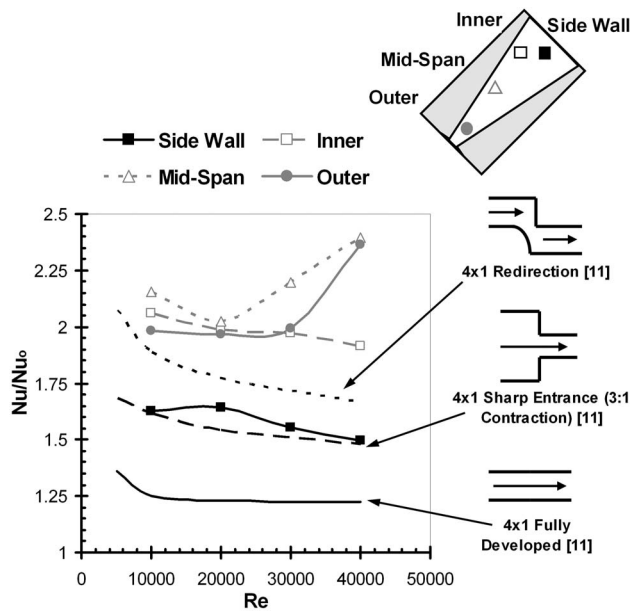 Inner
Side Wall
Mid-Span
Outer
Side Wall
Inner
Mid-Span
Outer
2.5
2.25
2
1.75
1.5
1.25
1
Nu/Nuo
0
10000
20000
30000
40000
50000
Re
4x1 Redirection [11]
4x1 Sharp Entrance (3:1
Contraction) [11]
4x1 Fully
Developed [11]